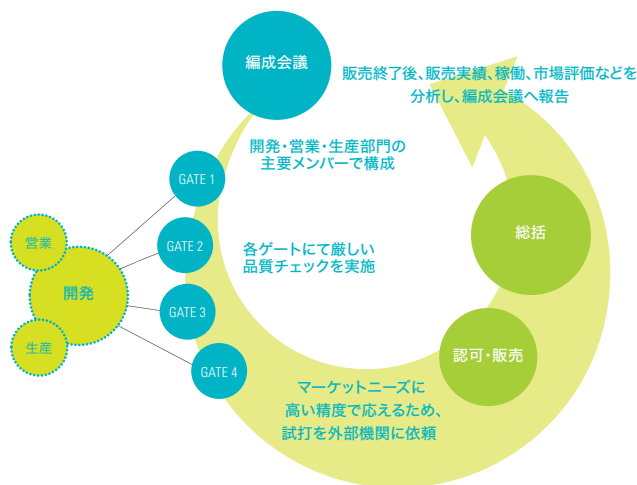 編成会議
販売終了後、販売実績、稼働、市場評価などを
分析し、編成会議へ報告
開発・営業・生産部門の
主要メンバーで構成
GATE 1
営業
GATE 2
総括
各ゲートにて厳しい
品質チェックを実施
開発
GATE 3
生産
認可・販売
GATE 4
マーケットニーズに
高い精度で応えるため、
試打を外部機関に依頼